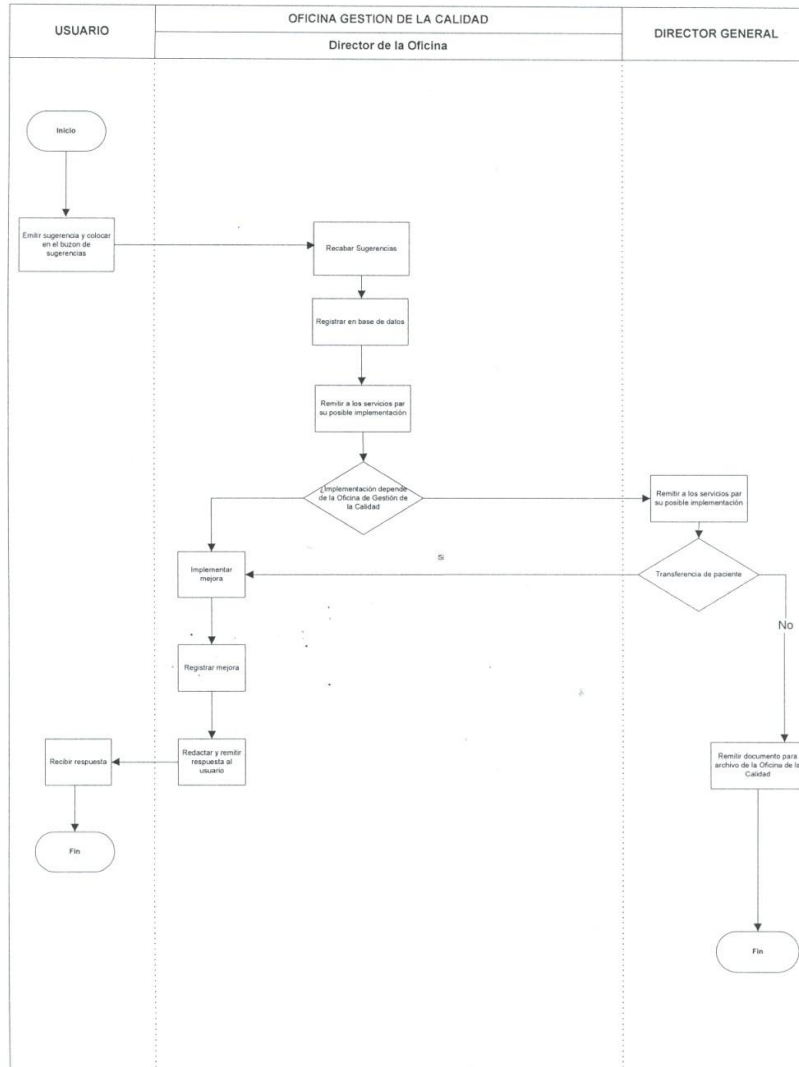 USUARIO
OFICINA GESTION DE LA CALIDAD
Director de la Oficina
DIRECTOR GENERAL
Inicio
Emitir sugerencia y colocar
en el buzon de
sugerencias
Recabar Sugerencias
Registrar en base de datos
Remitir a los servicios par
su posible implementación
¿Implementación depende
de la Oficina de Gestión de
la Calidad
Remitir a los servicios par
su posible implementación
Implementar
mejora
Si
Transferencia de paciente
No
Registrar mejora
Recibir respuesta
Redactar y remitir
respuesta al
usuario
Remitir documento para
archivo de la Oficina de la
Calidad
Fin
Fin